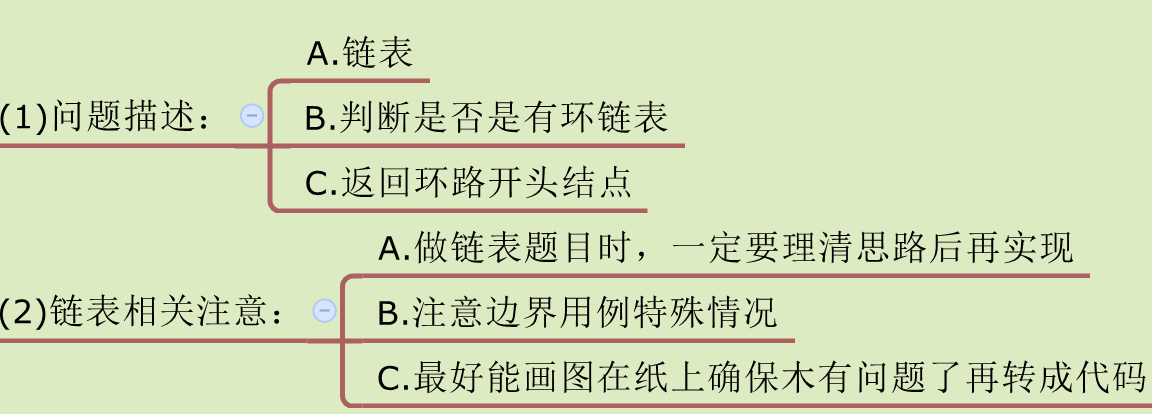 A.链表
(1)问题描述：
B.判断是否是有环链表
C.返回环路开头结点
A.做链表题目时，一定要理清思路后再实现
(2)链表相关注意：
B.注意边界用例特殊情况
C.最好能画图在纸上确保木有问题了再转成代码